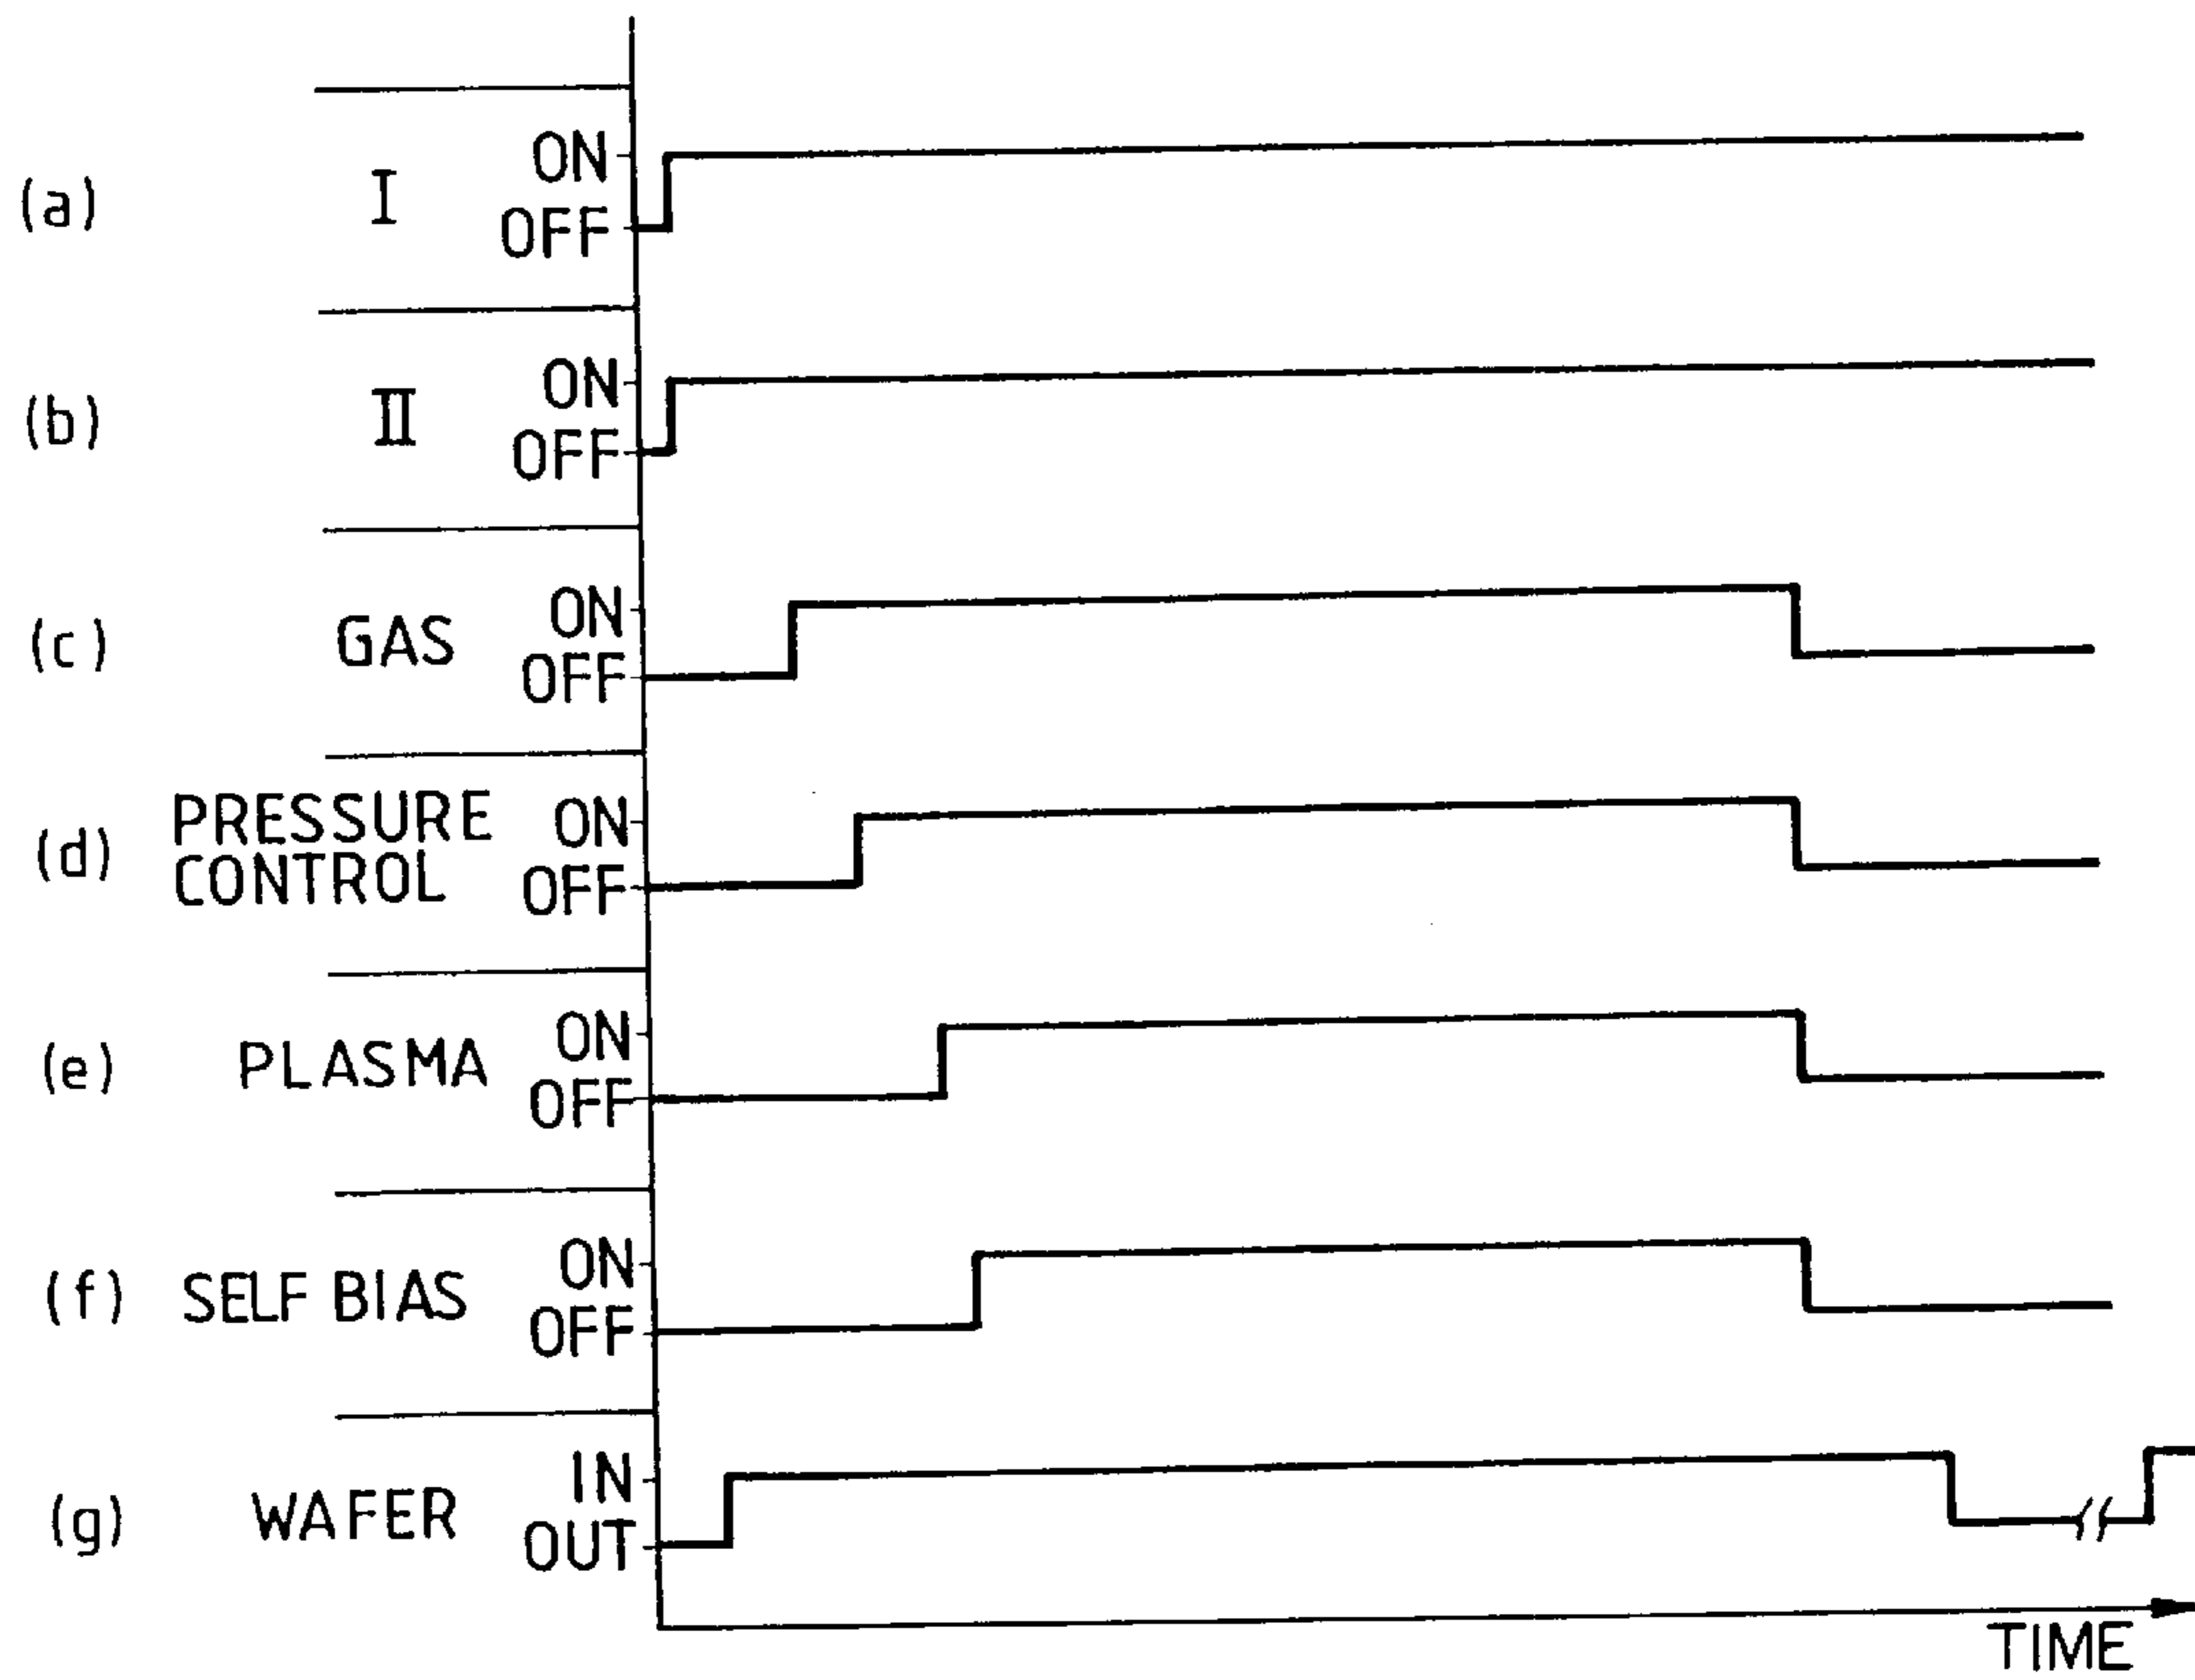 (a) I ON
OFF
(b) II ON
OFF
(c) GAS ON
OFF
(d) PRESSURE CONTROL ON
OFF
(e) PLASMA ON
OFF
(f) SELF BIAS ON
OFF
(g) WAFER IN
OUT
TIME